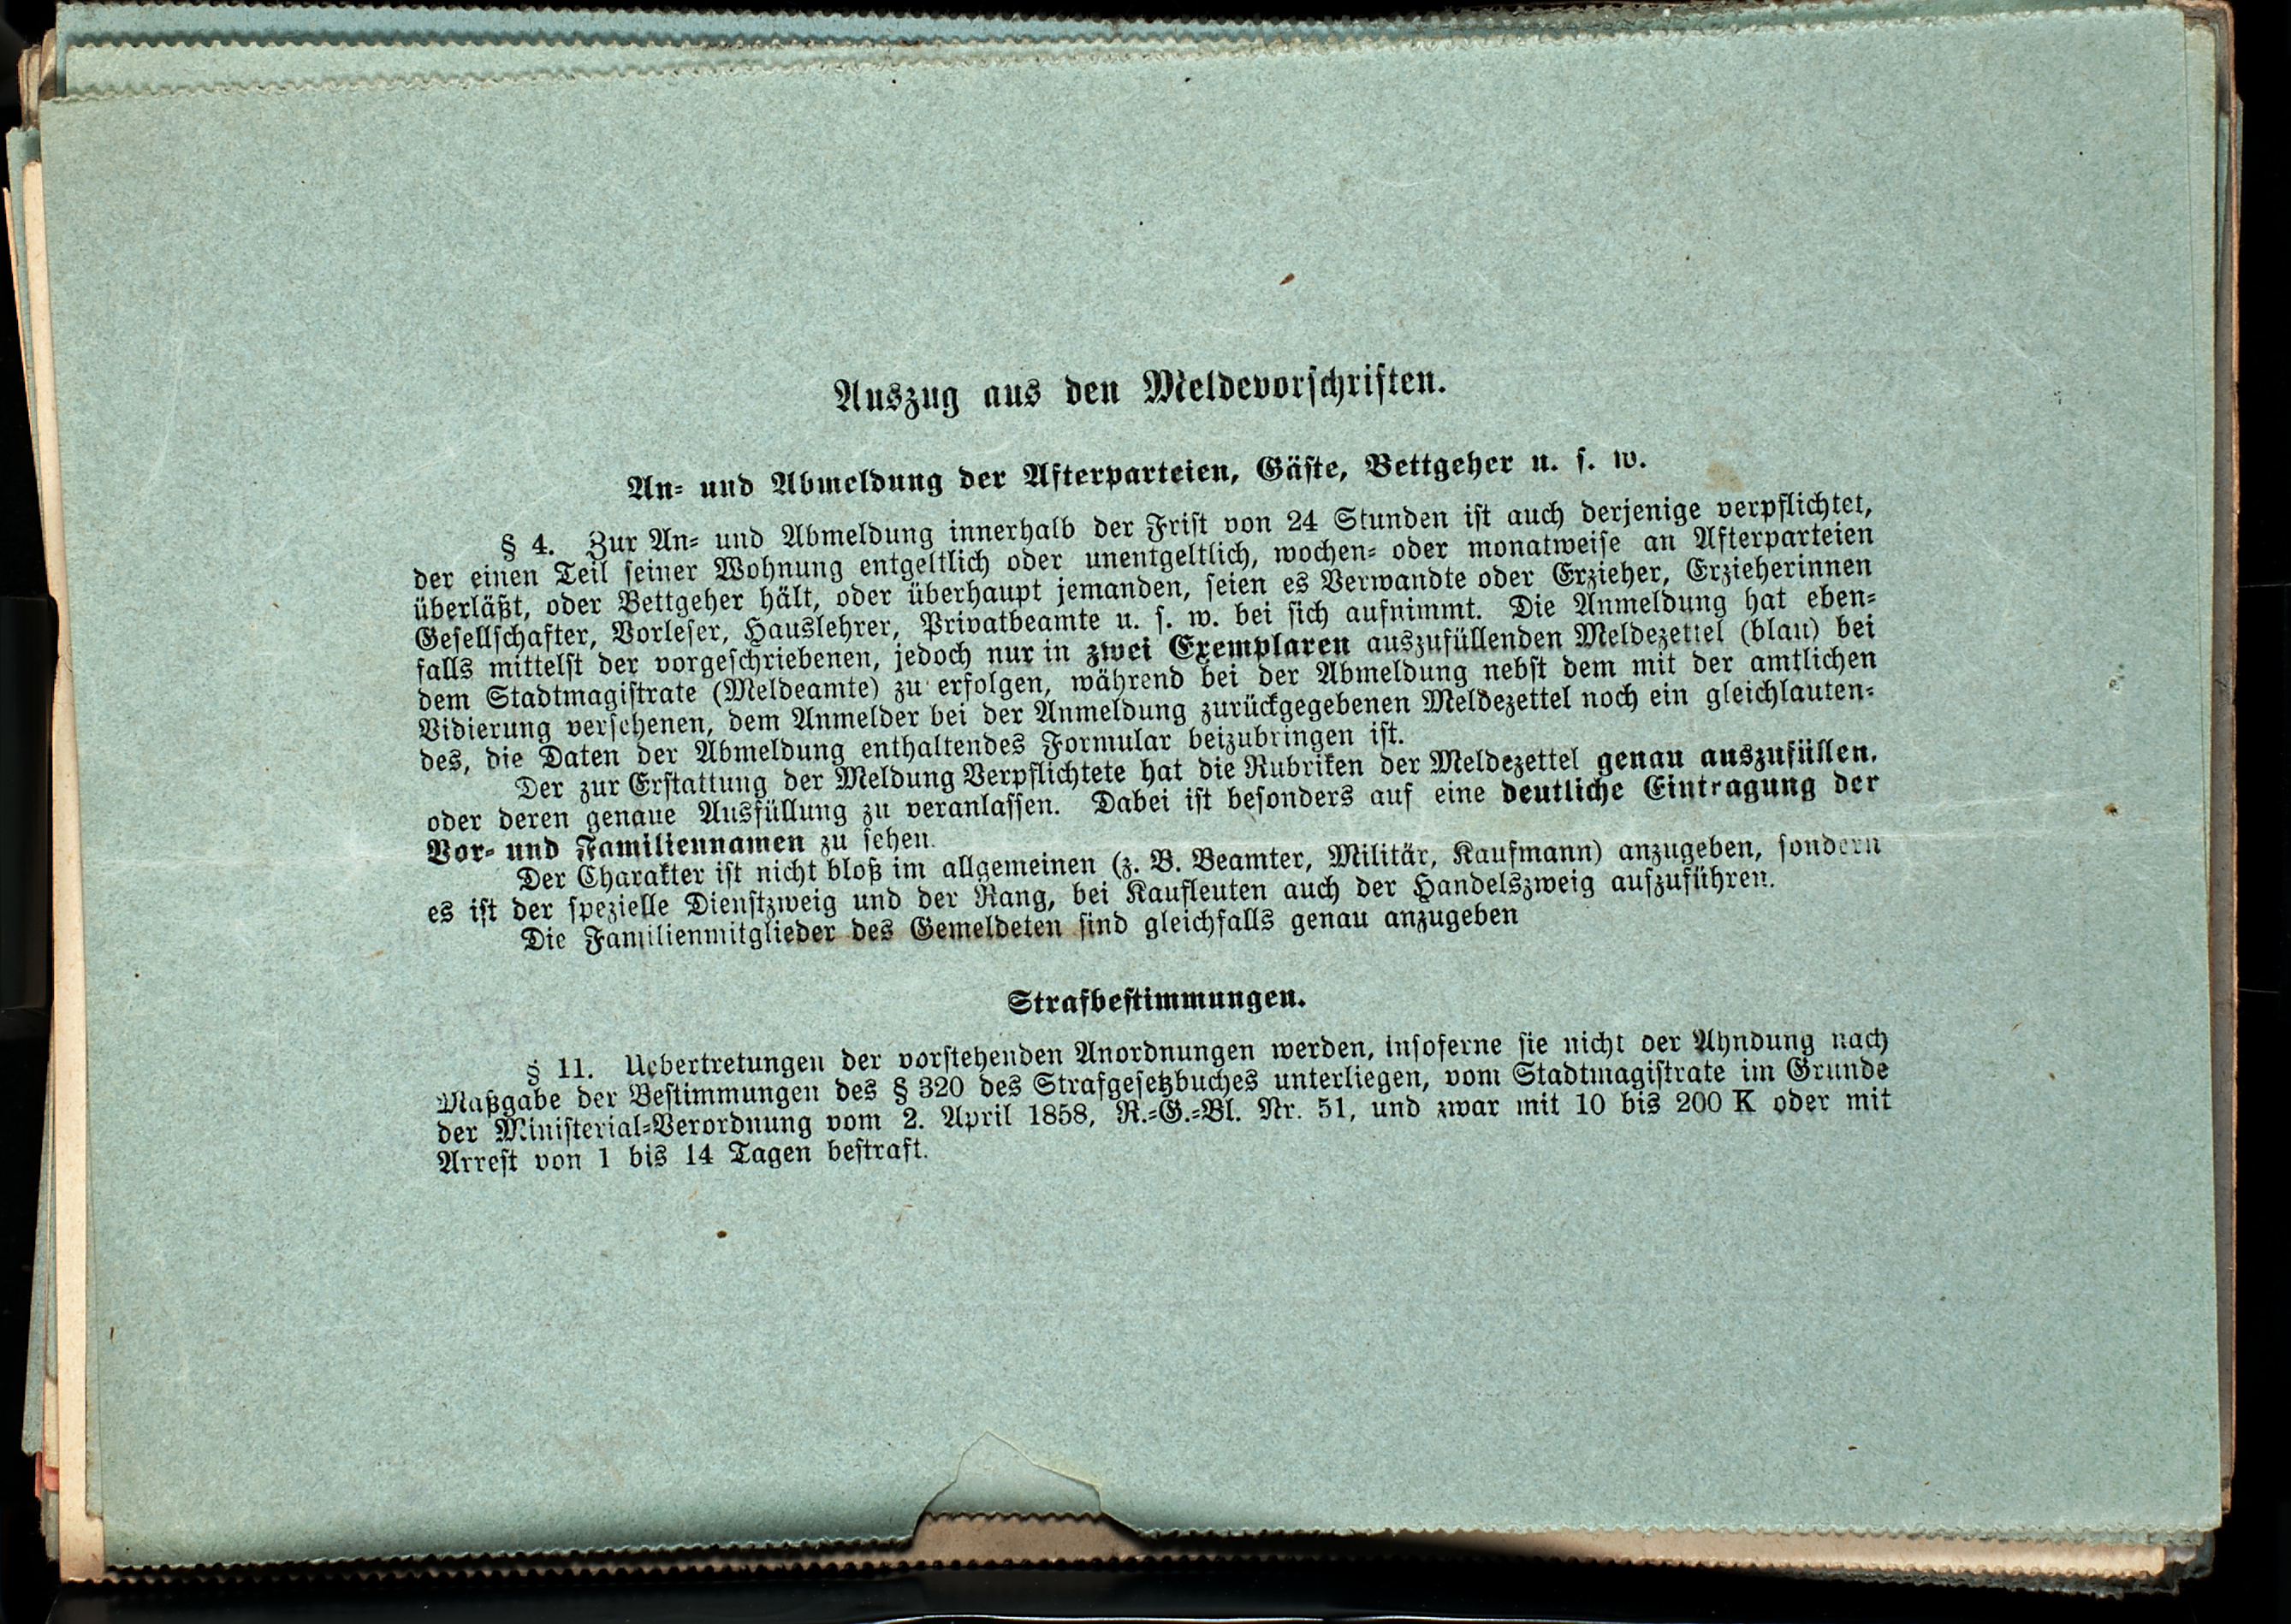 Auszug aus den Meldevorschriften.
An- und Abmeldung der Afterparteien, Gäste, Bettgeher u. s. w.
§ 4. Zur An- und Abmeldung innerhalb der Frist von 24 Stunden ist auch derjenige verpflichtet,
der einen Teil seiner Wohnung entgeltlich oder unentgeltlich, wochen- oder monatweise an Afterparteien
überläßt, oder Bettgeher hält, oder überhaupt jemanden, seien es Verwandte oder Erzieher, Erzieherinnen
Gesellschafter, Vorleser, Hauslehrer, Privatbeamte u. s. w. bei sich aufnimmt. Die Anmeldung hat eben-
falls mittelst der vorgeschriebenen, jedoch nur in zwei Exemplaren auszufüllenden Meldezettel (blau) bei
dem Stadtmagistrate (Meldeamte) zu erfolgen, während bei der Abmeldung nebst dem mit der amtlichen
Vidierung versehenen, dem Anmelder bei der Anmeldung zurückgegebenen Meldezettel noch ein gleichlauten-
des, die Daten der Abmeldung enthaltendes Formular beizubringen ist.
Der zur Erstattung der Meldung Verpflichtete hat die Rubriken der Meldezettel genau auszufüllen.
oder deren genaue Ausfüllung zu veranlassen. Dabei ist besonders auf eine deutliche Eintragung der
Vor- und Familiennamen zu sehen.
Der Charakter ist nicht bloß im allgemeinen (z. B. Beamter, Militär, Kaufmann) anzugeben, sondern
es ist der spezielle Dienstzweig und der Rang, bei Kaufleuten auch der Handelszweig aufzuführen.
Die Familienmitglieder des Gemeldeten sind gleichfalls genau anzugeben
Strafbestimmungen.
§ 11. Uebertretungen der vorstehenden Anordnungen werden, insoferne sie nicht der Ahndung nach
Maßgabe der Bestimmungen des § 320 des Strafgesetzbuches unterliegen, vom Stadtmagistrate im Grunde
der Ministerial-Verordnung vom 2. April 1858, R.-G.-Bl. Nr. 51, und zwar mit 10 bis 200 K oder mit
Arrest von 1 bis 14 Tagen bestraft.